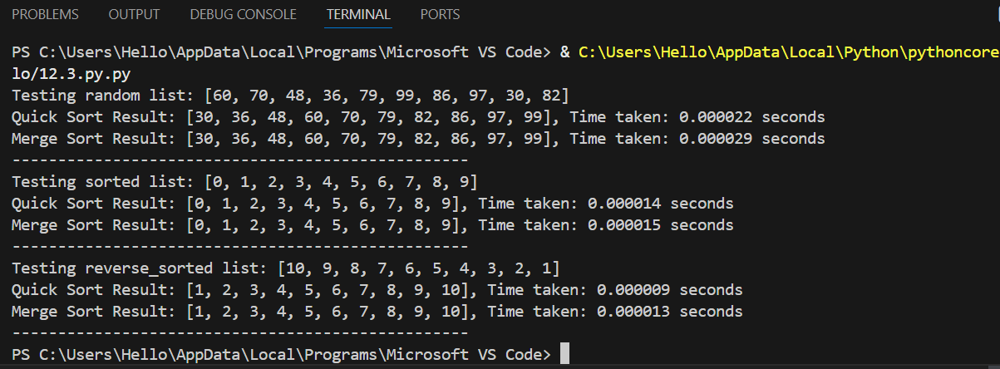 PROBLEMS OUTPUT DEBUG CONSOLE TERMINAL PORTS
PS C:\Users\Hello\AppData\Local\Programs\Microsoft VS Code> & C:\Users\Hello\AppData\Local\Python\pythoncore
lo/12.3.py.py
Testing random list: [60, 70, 48, 36, 79, 99, 86, 97, 30, 82]
Quick Sort Result: [30, 36, 48, 60, 70, 79, 82, 86, 97, 99], Time taken: 0.000022 seconds
Merge Sort Result: [30, 36, 48, 60, 70, 79, 82, 86, 97, 99], Time taken: 0.000029 seconds
--------------------------------------------------
Testing sorted list: [0, 1, 2, 3, 4, 5, 6, 7, 8, 9]
Quick Sort Result: [0, 1, 2, 3, 4, 5, 6, 7, 8, 9], Time taken: 0.000014 seconds
Merge Sort Result: [0, 1, 2, 3, 4, 5, 6, 7, 8, 9], Time taken: 0.000015 seconds
--------------------------------------------------
Testing reverse_sorted list: [10, 9, 8, 7, 6, 5, 4, 3, 2, 1]
Quick Sort Result: [1, 2, 3, 4, 5, 6, 7, 8, 9, 10], Time taken: 0.000009 seconds
Merge Sort Result: [1, 2, 3, 4, 5, 6, 7, 8, 9, 10], Time taken: 0.000013 seconds
--------------------------------------------------
PS C:\Users\Hello\AppData\Local\Programs\Microsoft VS Code>